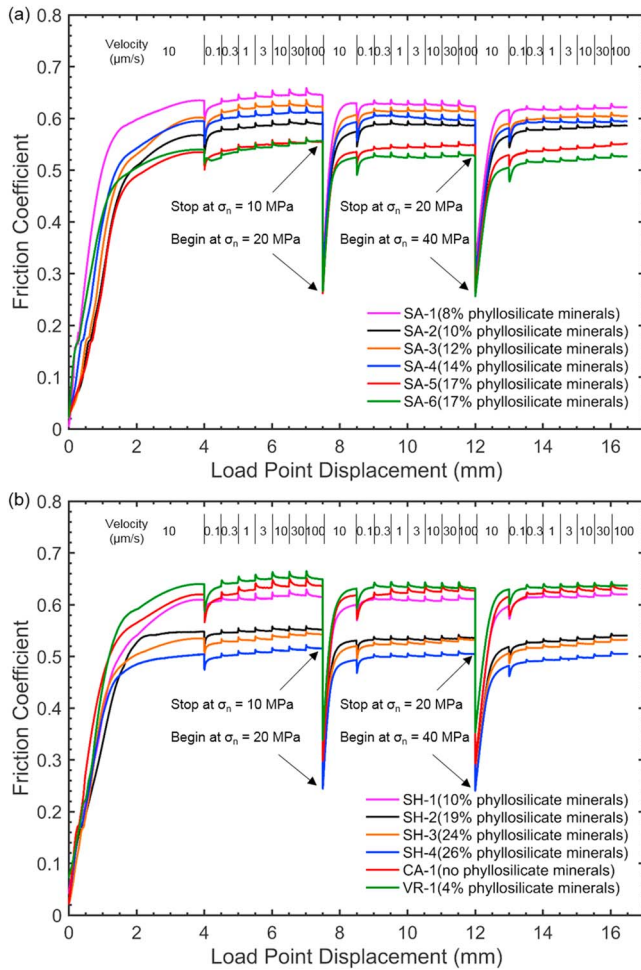 (a)
Velocity
(μm/s)
10
0.1
0.3
1
3
10
30
100
10
0.1
0.3
1
3
10
30
100
10
0.1
0.3
1
3
10
30
100
0.8
0.7
0.6
0.5
0.4
0.3
0.2
0.1
0
Friction Coefficient
Stop at σn = 10 MPa
Begin at σn = 20 MPa
Stop at σn = 20 MPa
Begin at σn = 40 MPa
SA-1(8% phyllosilicate minerals)
SA-2(10% phyllosilicate minerals)
SA-3(12% phyllosilicate minerals)
SA-4(14% phyllosilicate minerals)
SA-5(17% phyllosilicate minerals)
SA-6(17% phyllosilicate minerals)
0 2 4 6 8 10 12 14 16
Load Point Displacement (mm)
(b)
Velocity
(μm/s)
10
0.1
0.3
1
3
10
30
100
10
0.1
0.3
1
3
10
30
100
10
0.1
0.3
1
3
10
30
100
0.8
0.7
0.6
0.5
0.4
0.3
0.2
0.1
0
Friction Coefficient
Stop at σn = 10 MPa
Begin at σn = 20 MPa
Stop at σn = 20 MPa
Begin at σn = 40 MPa
SH-1(10% phyllosilicate minerals)
SH-2(19% phyllosilicate minerals)
SH-3(24% phyllosilicate minerals)
SH-4(26% phyllosilicate minerals)
CA-1(no phyllosilicate minerals)
VR-1(4% phyllosilicate minerals)
0 2 4 6 8 10 12 14 16
Load Point Displacement (mm)